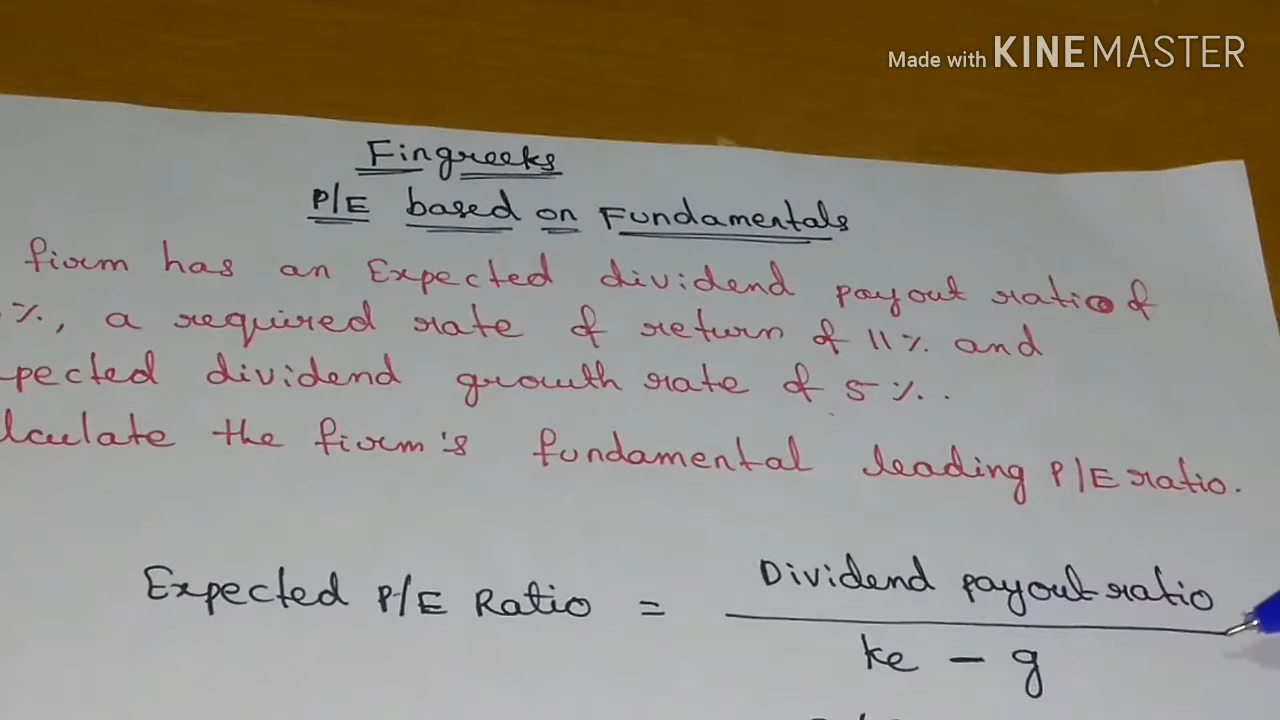 Made with KINEMASTER
Fingreeks
P/E based on Fundamentals
firm has an Expected dividend payout ratio of
%, a required rate of return of 11% and
pected dividend growth rate of 5%.
lculate the firm's fundamental leading P/E ratio.
Expected P/E Ratio = Dividend payout ratio
ke - g